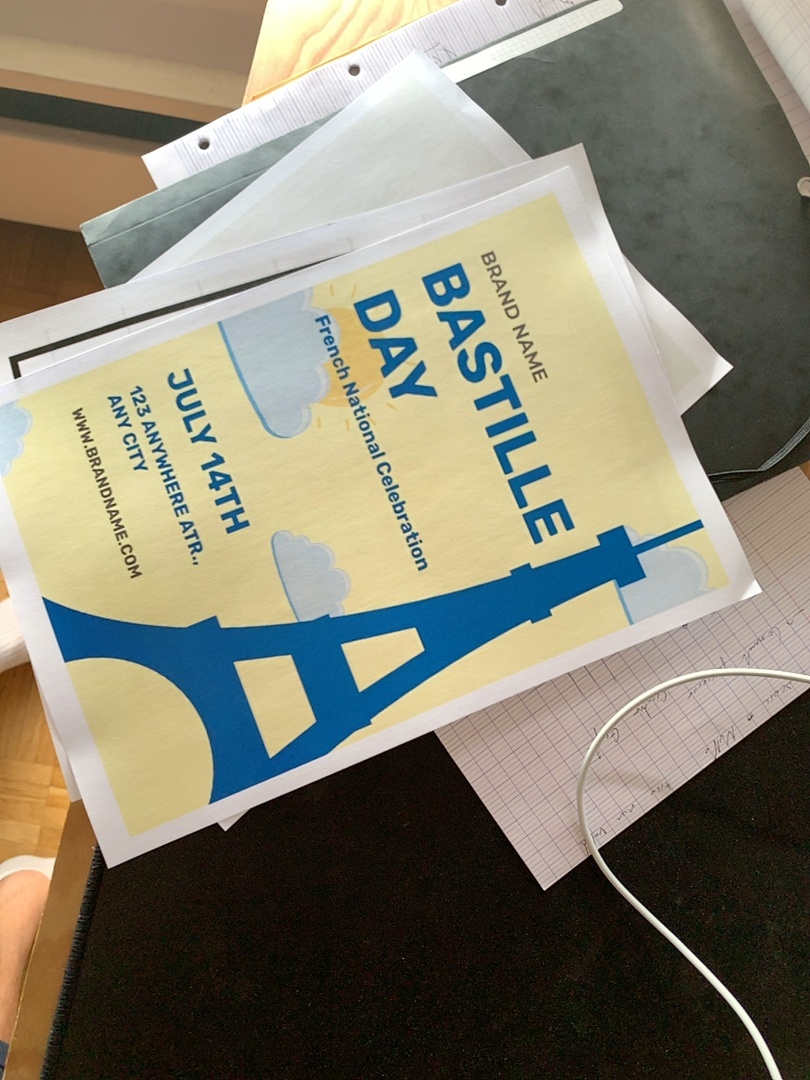 BRAND NAME
BASTILLE
DAY
French National Celebration
JULY 14TH
123 ANYWHERE ATR.,
ANY CITY
WWW.BRANDNAME.COM